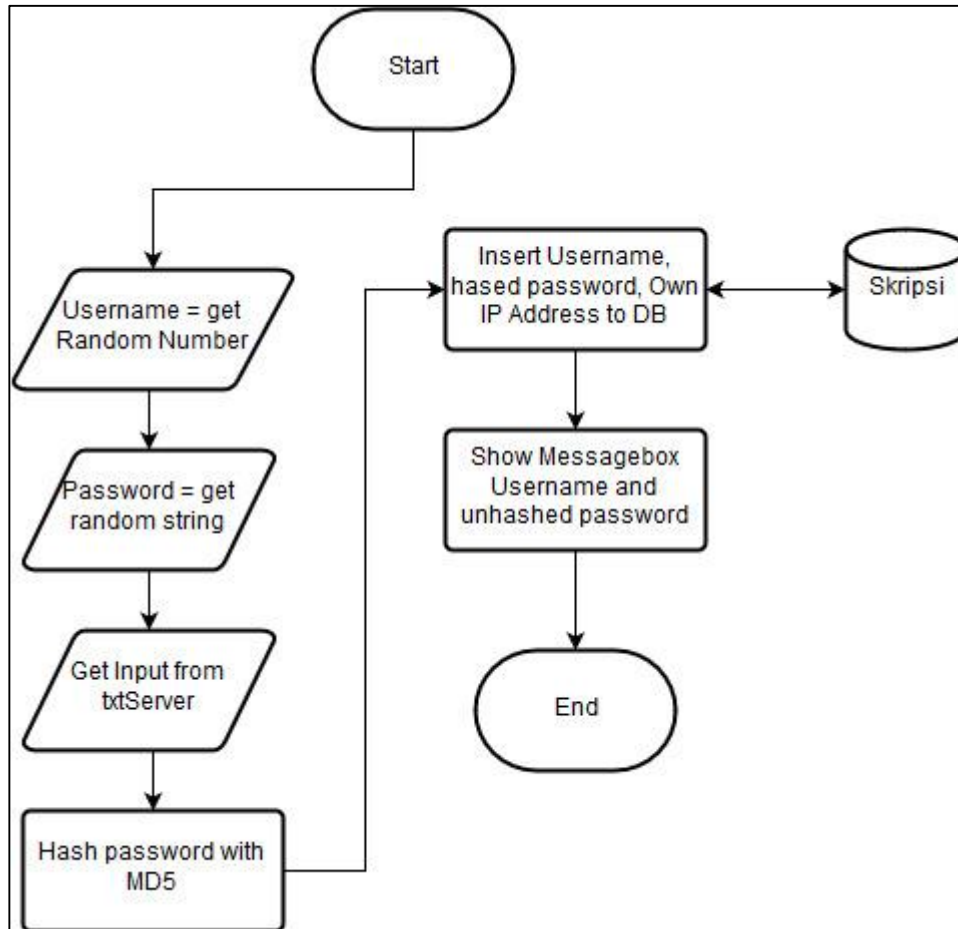 Start
Username = get
Random Number
Password = get
random string
Get Input from
txtServer
Hash password with
MD5
Insert Username,
hased password, Own
IP Address to DB
Skripsi
Show Messagebox
Username and
unhashed password
End